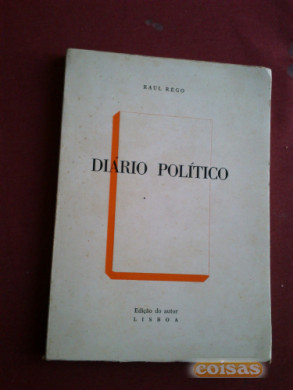 RAUL REGO
DIÁRIO POLÍTICO
Edição do autor
LISBOA
coisas